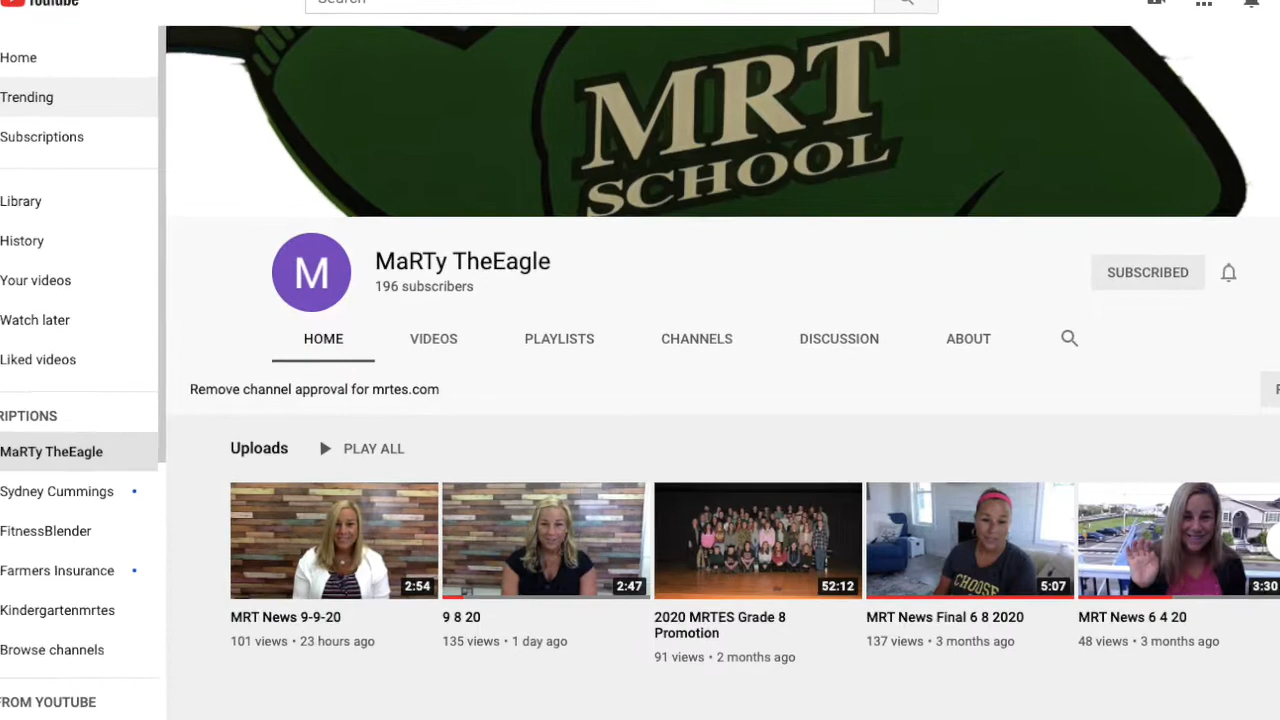 YouTube
Search
Home
Trending
Subscriptions
Library
History
Your videos
Watch later
Liked videos
RIPTIONS
MaRTy TheEagle
Sydney Cummings
FitnessBlender
Farmers Insurance
Kindergartenmrtes
Browse channels
FROM YOUTUBE
MRT
SCHOOL
M
MaRTy TheEagle
196 subscribers
SUBSCRIBED
HOME VIDEOS PLAYLISTS CHANNELS DISCUSSION ABOUT
Remove channel approval for mrtes.com
Uploads PLAY ALL
2:54
MRT News 9-9-20
101 views • 23 hours ago
2:47
9 8 20
135 views • 1 day ago
52:12
2020 MRTES Grade 8
Promotion
91 views • 2 months ago
CHOOSE
5:07
MRT News Final 6 8 2020
137 views • 3 months ago
3:30
MRT News 6 4 20
48 views • 3 months ago